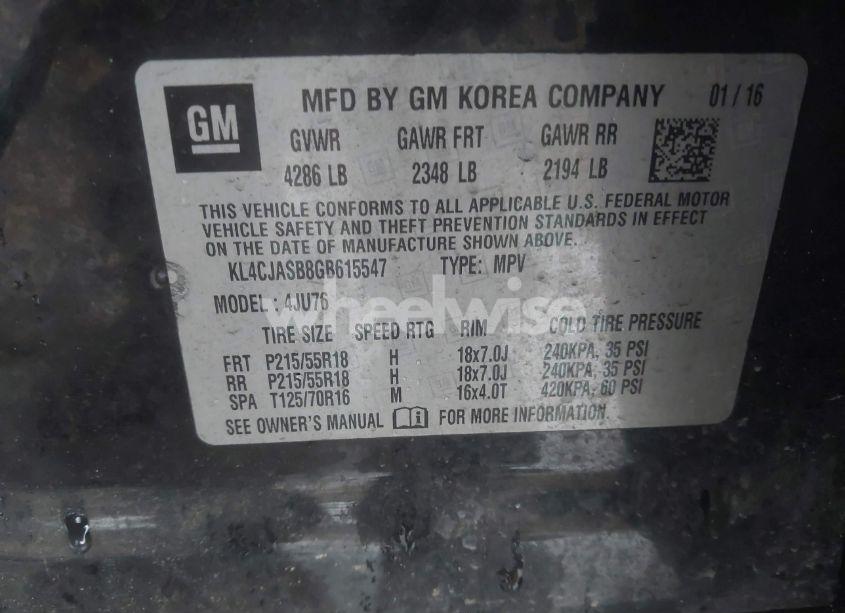 GM
MFD BY GM KOREA COMPANY 01 / 16
GVWR GAWR FRT GAWR RR
4286 LB 2348 LB 2194 LB
THIS VEHICLE CONFORMS TO ALL APPLICABLE U.S. FEDERAL MOTOR
VEHICLE SAFETY AND THEFT PREVENTION STANDARDS IN EFFECT
ON THE DATE OF MANUFACTURE SHOWN ABOVE.
KL4CJASB8GB615547 TYPE: MPV
MODEL : 4JU76
wheelwise
TIRE SIZE SPEED RTG RIM COLD TIRE PRESSURE
FRT P215/55R18 H 18x7.0J 240KPA, 35 PSI
RR P215/55R18 H 18x7.0J 240KPA, 35 PSI
SPA T125/70R16 M 16x4.0T 420KPA, 60 PSI
SEE OWNER'S MANUAL i FOR MORE INFORMATION